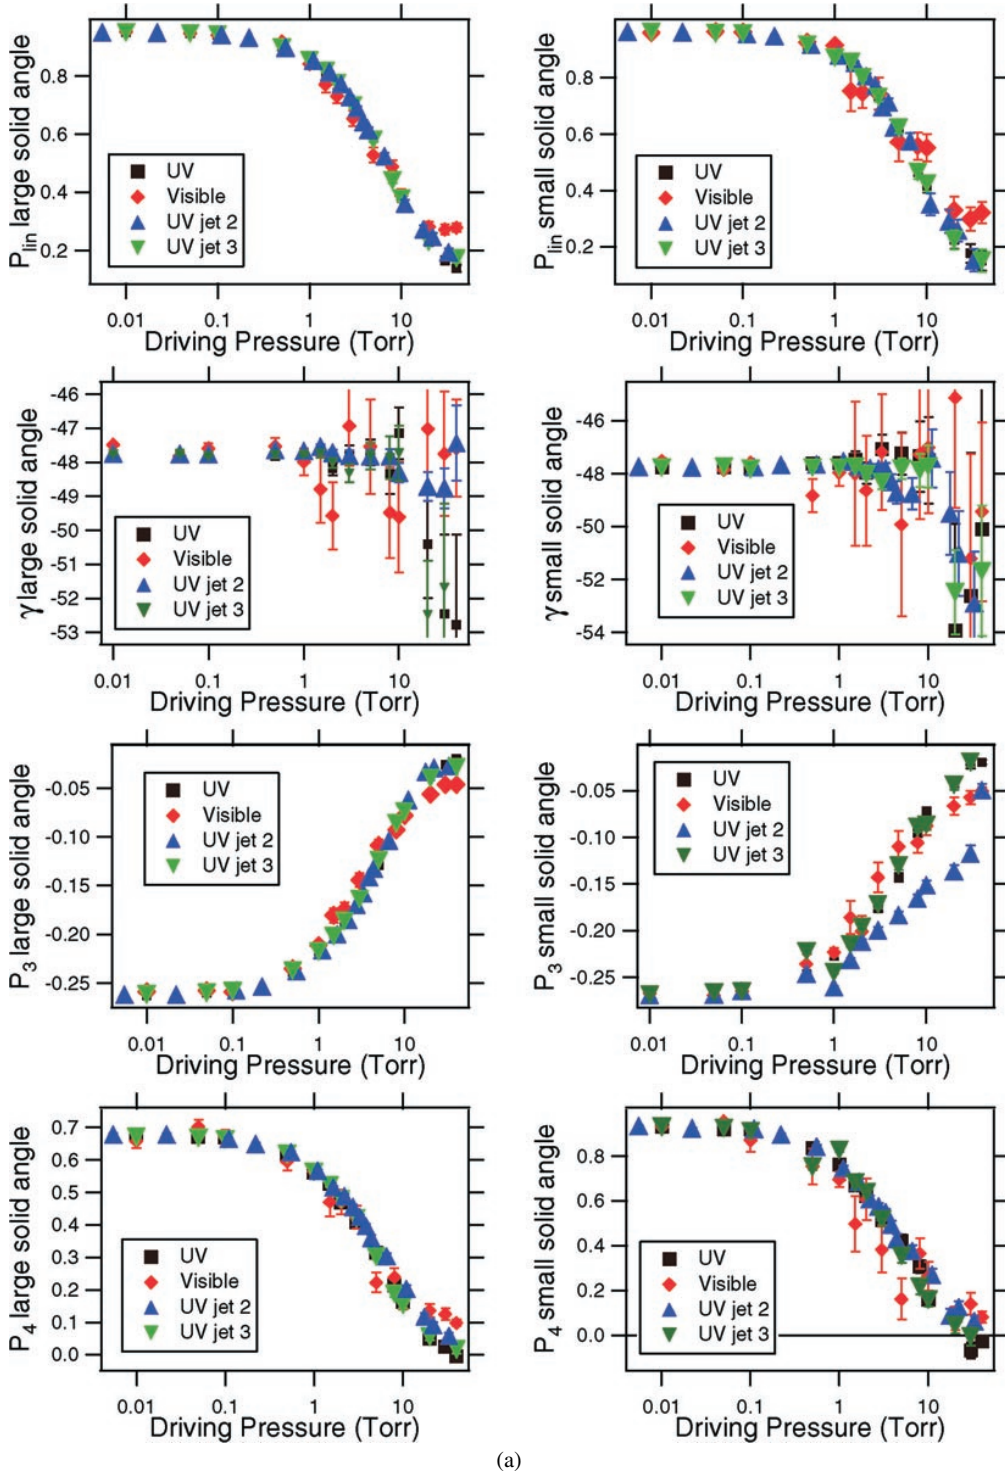 P_lin large solid angle
0.8
0.6
0.4
0.2
UV
Visible
UV jet 2
UV jet 3
0.01 0.1 1 10
Driving Pressure (Torr)
P_lin small solid angle
0.8
0.6
0.4
0.2
UV
Visible
UV jet 2
UV jet 3
0.01 0.1 1 10
Driving Pressure (Torr)
γ large solid angle
-46
-47
-48
-49
-50
-51
-52
-53
UV
Visible
UV jet 2
UV jet 3
0.01 0.1 1 10
Driving Pressure (Torr)
γ small solid angle
-46
-48
-50
-52
-54
UV
Visible
UV jet 2
UV jet 3
0.01 0.1 1 10
Driving Pressure (Torr)
P₃ large solid angle
-0.05
-0.10
-0.15
-0.20
-0.25
UV
Visible
UV jet 2
UV jet 3
0.01 0.1 1 10
Driving Pressure (Torr)
P₃ small solid angle
-0.05
-0.10
-0.15
-0.20
-0.25
UV
Visible
UV jet 2
UV jet 3
0.01 0.1 1 10
Driving Pressure (Torr)
P₄ large solid angle
0.7
0.6
0.5
0.4
0.3
0.2
0.1
0.0
UV
Visible
UV jet 2
UV jet 3
0.01 0.1 1 10
Driving Pressure (Torr)
P₄ small solid angle
0.8
0.6
0.4
0.2
0.0
UV
Visible
UV jet 2
UV jet 3
0.01 0.1 1 10
Driving Pressure (Torr)
(a)